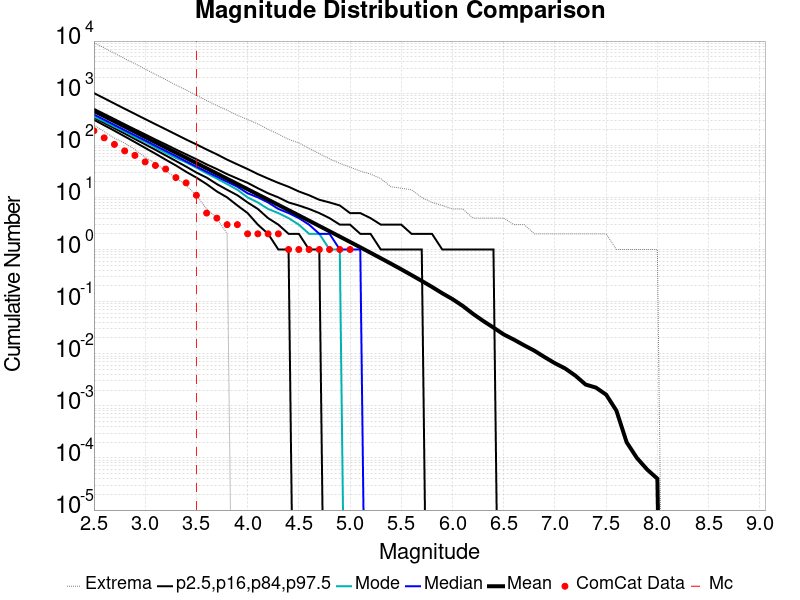 Magnitude Distribution Comparison
10^4
10^3
10^2
10^1
10^0
10^-1
10^-2
10^-3
10^-4
10^-5
Cumulative Number
2.5 3.0 3.5 4.0 4.5 5.0 5.5 6.0 6.5 7.0 7.5 8.0 8.5 9.0
Magnitude
Extrema p2.5,p16,p84,p97.5 Mode Median Mean ComCat Data Mc